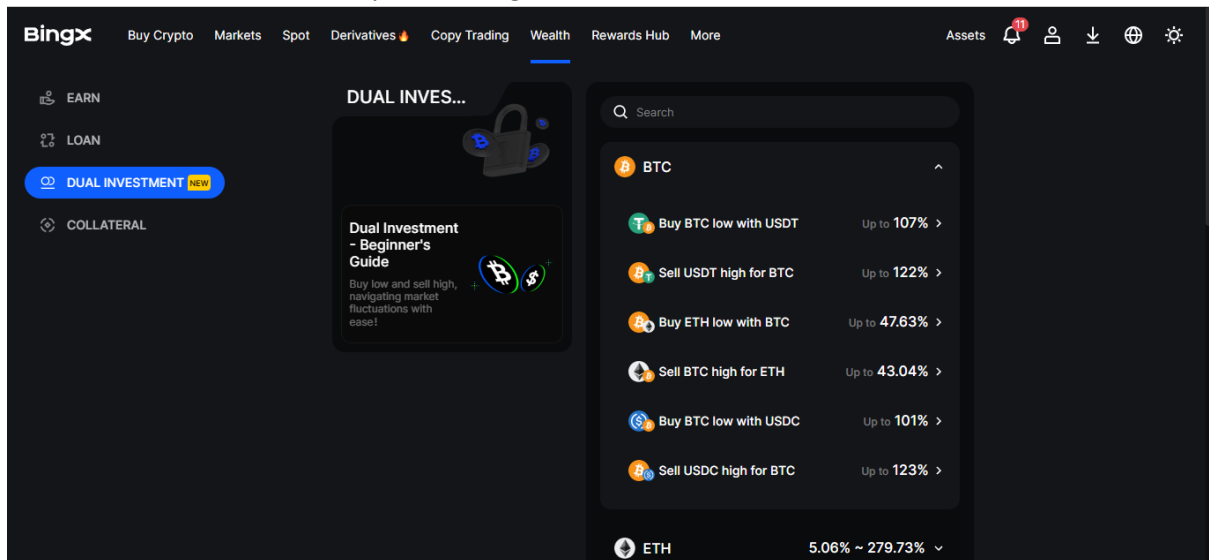 BingX Buy Crypto Markets Spot Derivatives Copy Trading Wealth Rewards Hub More Assets 11
EARN
LOAN
DUAL INVESTMENT NEW
COLLATERAL
DUAL INVES...
Dual Investment
- Beginner's
Guide
Buy low and sell high,
navigating market
fluctuations with
ease!
Search
BTC
Buy BTC low with USDT Up to 107% >
Sell USDT high for BTC Up to 122% >
Buy ETH low with BTC Up to 47.63% >
Sell BTC high for ETH Up to 43.04% >
Buy BTC low with USDC Up to 101% >
Sell USDC high for BTC Up to 123% >
ETH 5.06% ~ 279.73%